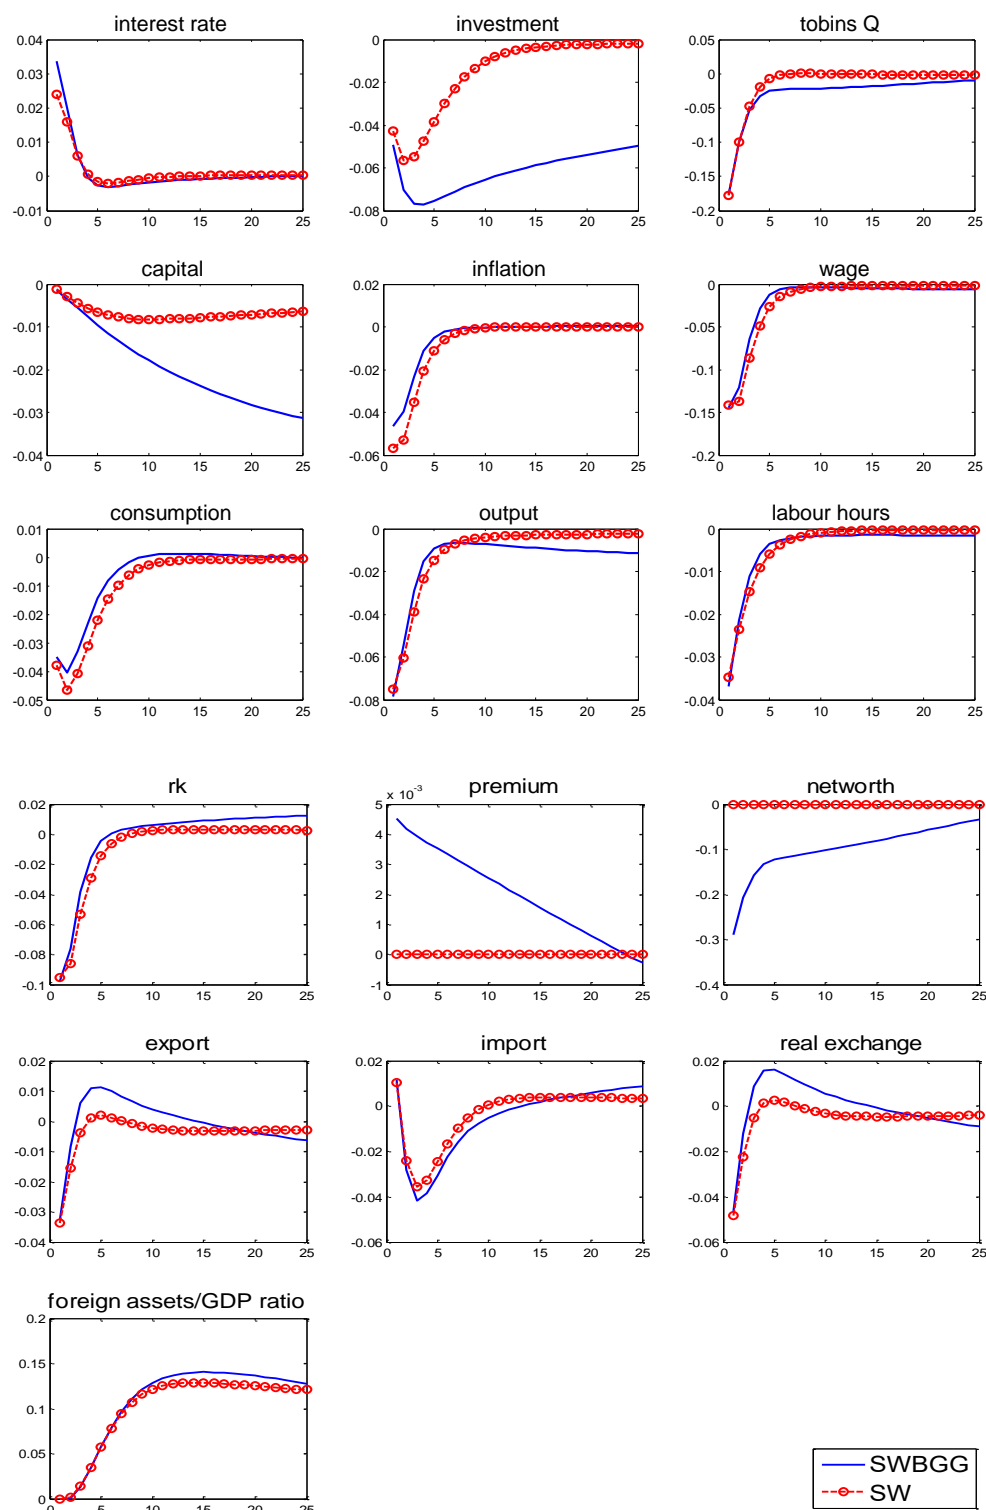 interest rate investment tobins Q
0.04 0 0.05
0.03 -0.02 0
0.02 -0.05
0.01 -0.04 -0.1
0 -0.06 -0.15
-0.01 -0.08 -0.2
0 5 10 15 20 25 0 5 10 15 20 25 0 5 10 15 20 25
capital inflation wage
0 0.02 0
-0.01 0 -0.05
-0.02 -0.02 -0.1
-0.03 -0.04 -0.15
-0.04 -0.06 -0.2
0 5 10 15 20 25 0 5 10 15 20 25 0 5 10 15 20 25
consumption output labour hours
0.01 0 0
0 -0.02 -0.01
-0.01
-0.02 -0.04 -0.02
-0.03 -0.06 -0.03
-0.04
-0.05 -0.08 -0.04
0 5 10 15 20 25 0 5 10 15 20 25 0 5 10 15 20 25
rk premium networth
x 10⁻³
0.02 5 0
0 4 -0.1
-0.02 3
-0.04 2 -0.2
-0.06 1 -0.3
-0.08 0
-0.1 -1 -0.4
0 5 10 15 20 25 0 5 10 15 20 25 0 5 10 15 20 25
export import real exchange
0.02 0.02 0.02
0.01 0 0
0
-0.01 -0.02 -0.02
-0.02 -0.04 -0.04
-0.03
-0.04 -0.06 -0.06
0 5 10 15 20 25 0 5 10 15 20 25 0 5 10 15 20 25
foreign assets/GDP ratio
0.2
0.15
0.1
0.05
0
0 5 10 15 20 25
SWBGG
SW